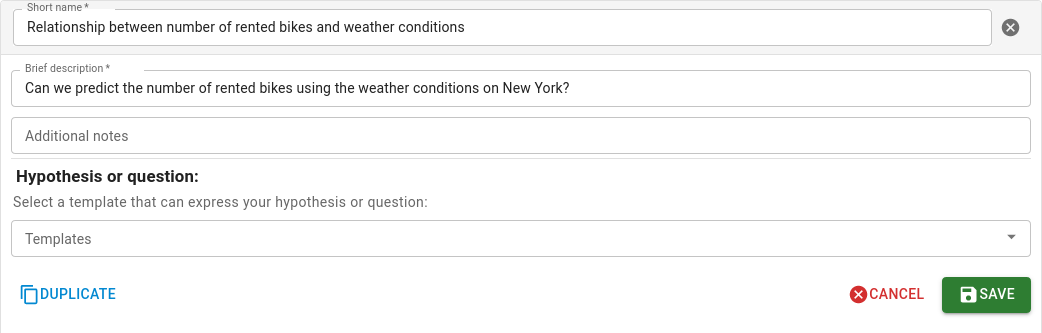 Short name *
Relationship between number of rented bikes and weather conditions
Brief description *
Can we predict the number of rented bikes using the weather conditions on New York?
Additional notes
Hypothesis or question:
Select a template that can express your hypothesis or question:
Templates
DUPLICATE
CANCEL
SAVE